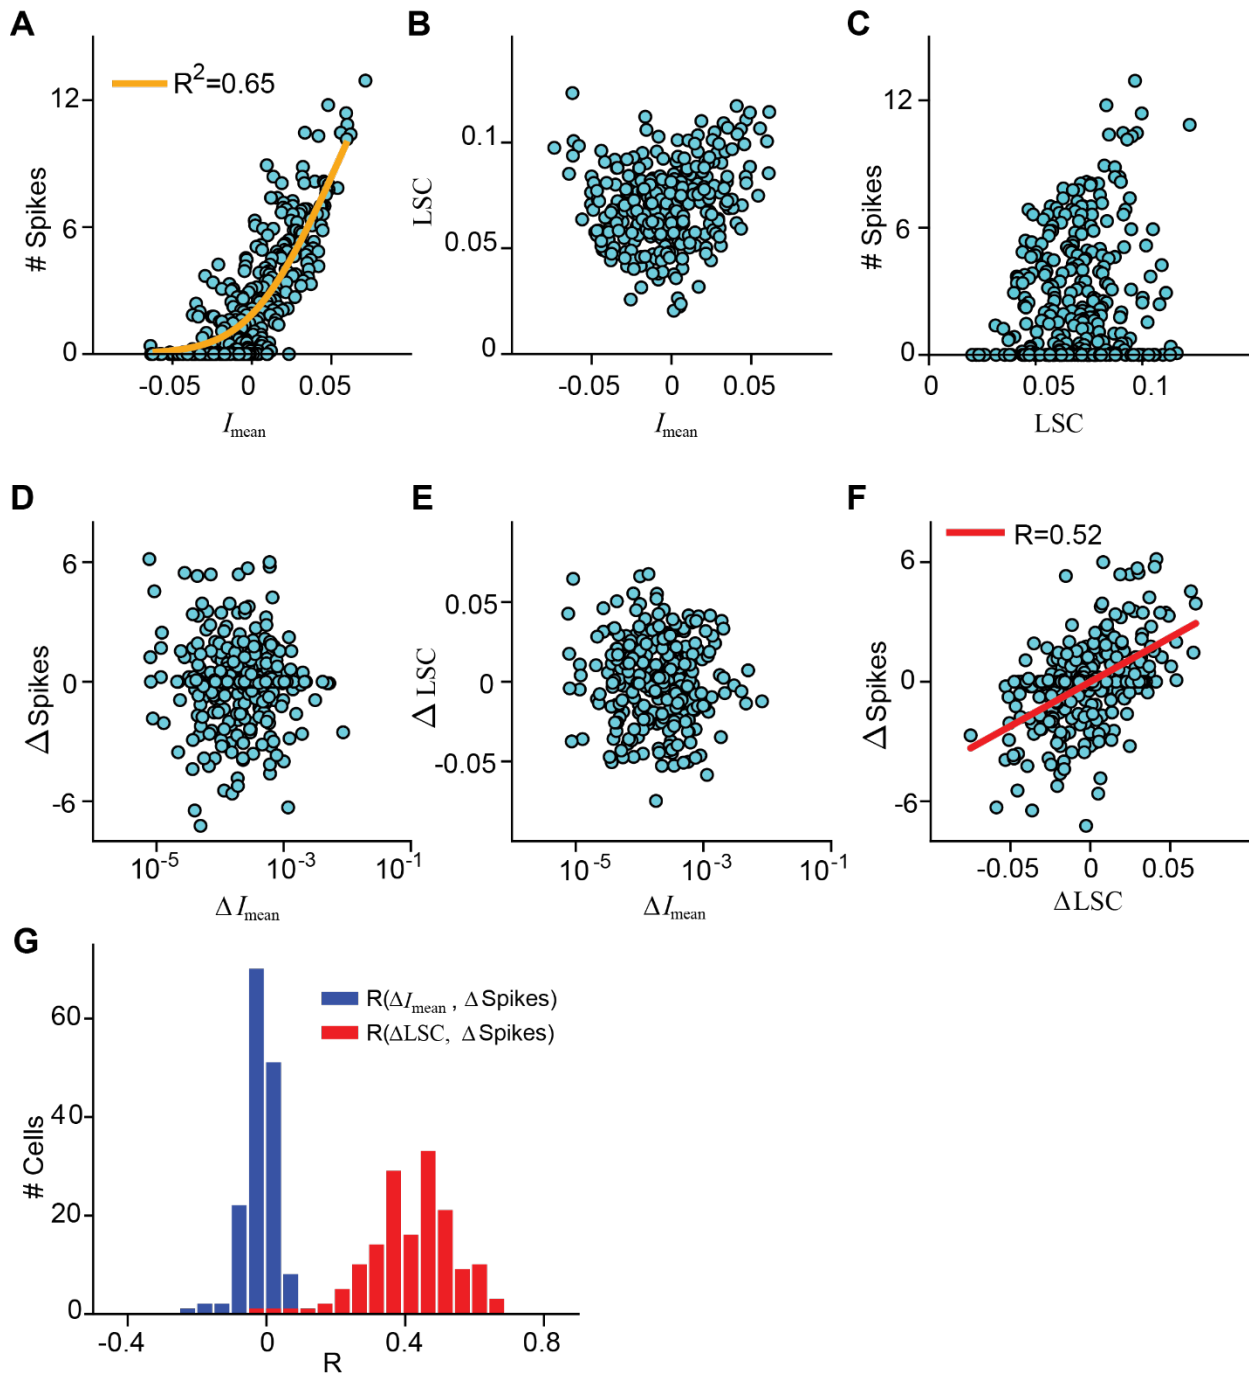 A
R²=0.65
12
6
0
# Spikes
-0.05 0 0.05
I_mean
B
0.1
0.05
0
LSC
-0.05 0 0.05
I_mean
C
12
6
0
# Spikes
0 0.05 0.1
LSC
D
6
0
-6
Δ Spikes
10⁻⁵ 10⁻³ 10⁻¹
Δ I_mean
E
0.05
0
-0.05
Δ LSC
10⁻⁵ 10⁻³ 10⁻¹
Δ I_mean
F
R=0.52
6
0
-6
Δ Spikes
-0.05 0 0.05
ΔLSC
G
R(ΔI_mean , Δ Spikes)
R(ΔLSC, Δ Spikes)
60
40
20
0
# Cells
-0.4 0 0.4 0.8
R